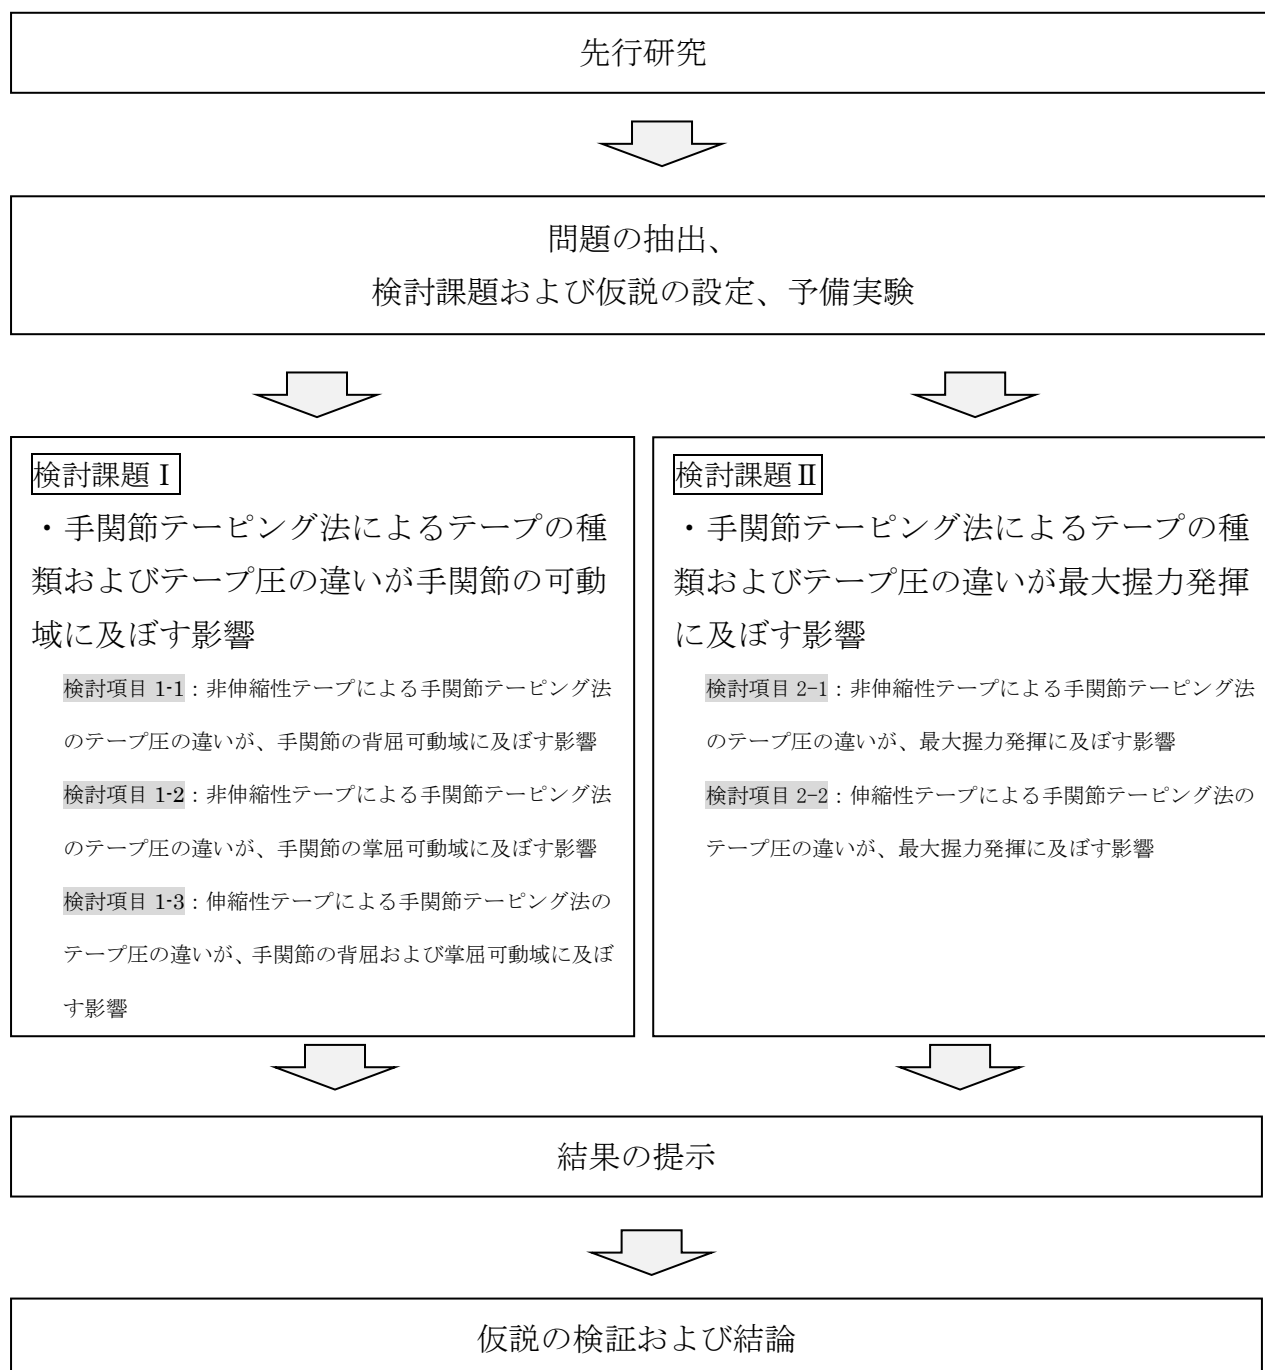 先行研究
問題の抽出、
検討課題および仮説の設定、予備実験
検討課題Ⅰ
・手関節テーピング法によるテープの種
類およびテープ圧の違いが手関節の可動
域に及ぼす影響
検討項目 1-1：非伸縮性テープによる手関節テーピング法
のテープ圧の違いが、手関節の背屈可動域に及ぼす影響
検討項目 1-2：非伸縮性テープによる手関節テーピング法
のテープ圧の違いが、手関節の掌屈可動域に及ぼす影響
検討項目 1-3：伸縮性テープによる手関節テーピング法の
テープ圧の違いが、手関節の背屈および掌屈可動域に及ぼ
す影響
検討課題Ⅱ
・手関節テーピング法によるテープの種
類およびテープ圧の違いが最大握力発揮
に及ぼす影響
検討項目 2−1：非伸縮性テープによる手関節テーピング法
のテープ圧の違いが、最大握力発揮に及ぼす影響
検討項目 2−2：伸縮性テープによる手関節テーピング法の
テープ圧の違いが、最大握力発揮に及ぼす影響
結果の提示
仮説の検証および結論